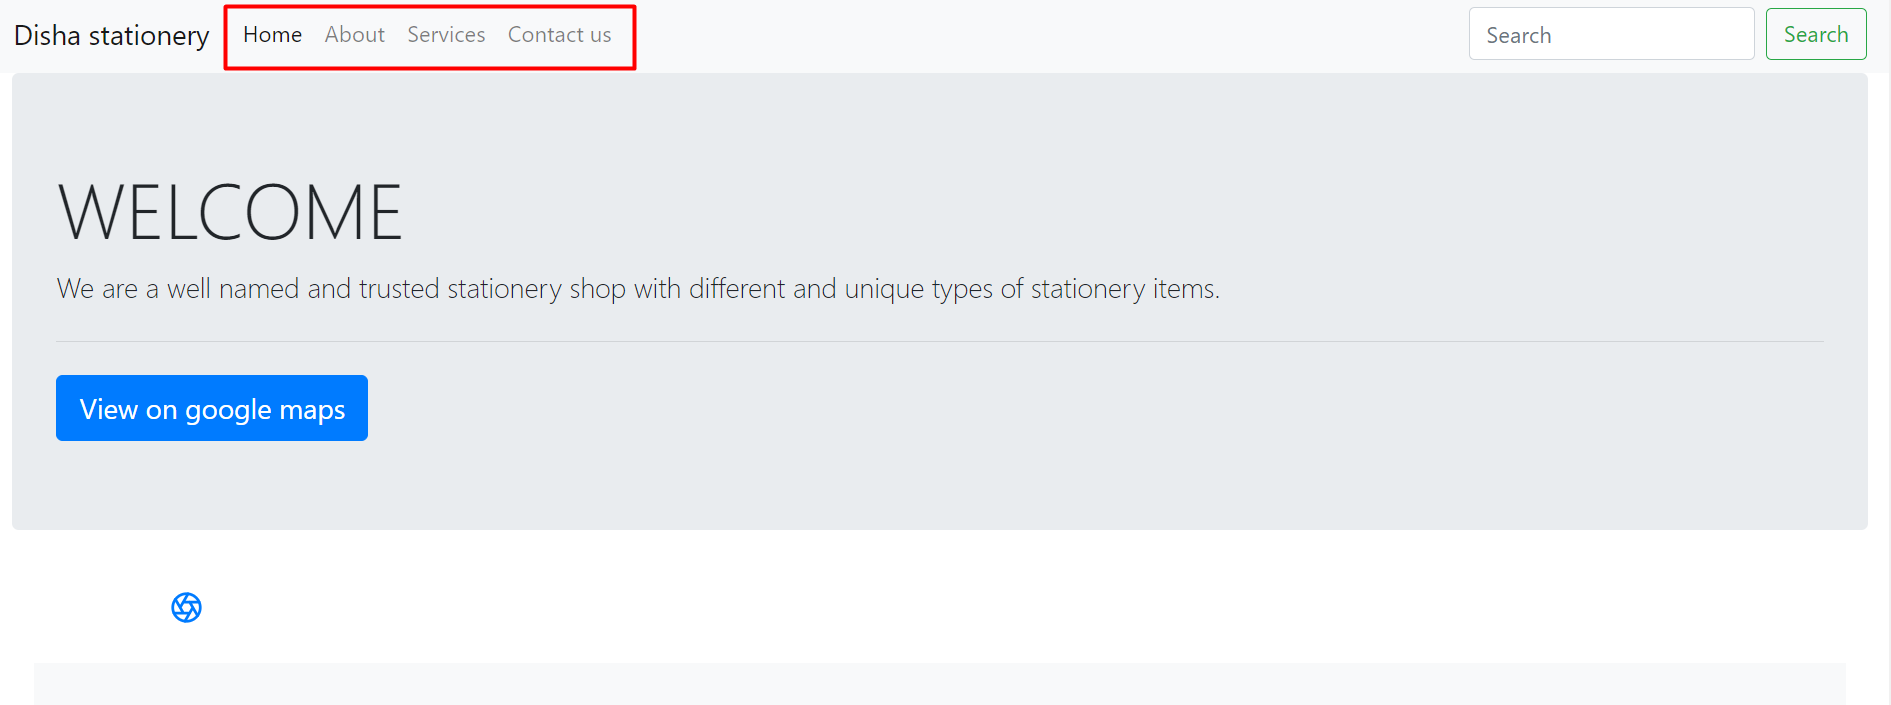 Disha stationery Home About Services Contact us Search Search
WELCOME
We are a well named and trusted stationery shop with different and unique types of stationery items.
View on google maps